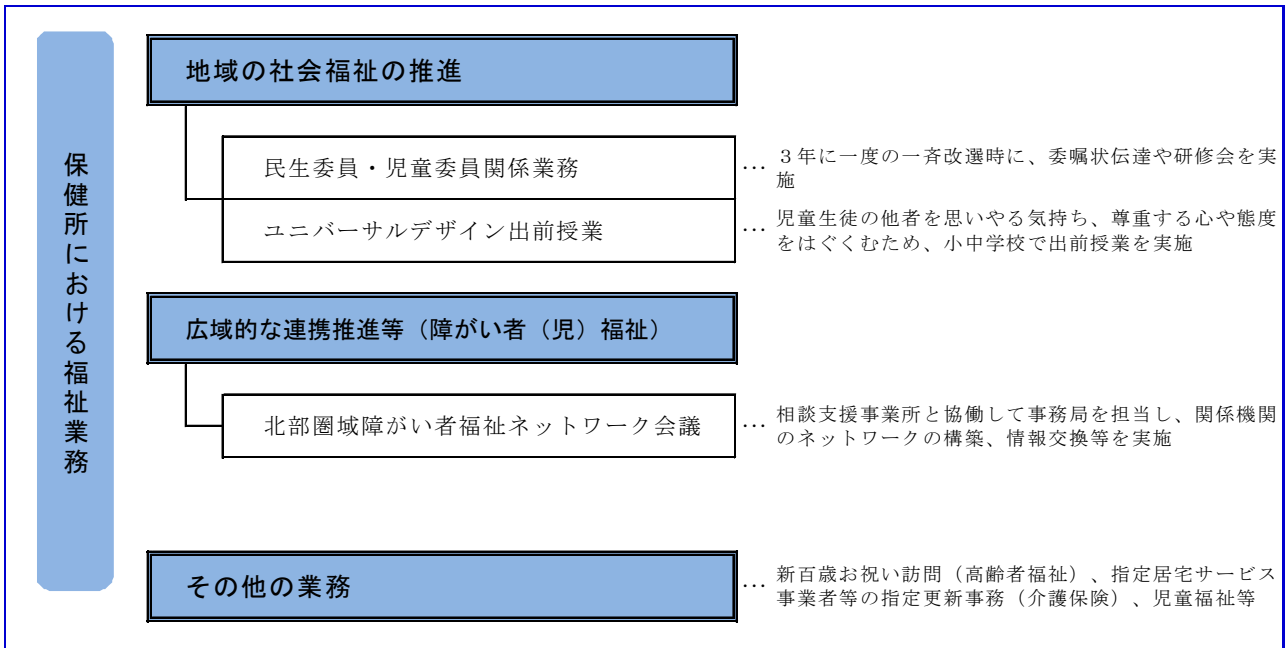 保健所における福祉業務
地域の社会福祉の推進
民生委員・児童委員関係業務
… ３年に一度の一斉改選時に、委嘱状伝達や研修会を実
施
ユニバーサルデザイン出前授業
… 児童生徒の他者を思いやる気持ち、尊重する心や態度
をはぐくむため、小中学校で出前授業を実施
広域的な連携推進等（障がい者（児）福祉）
北部圏域障がい者福祉ネットワーク会議
… 相談支援事業所と協働して事務局を担当し、関係機関
のネットワークの構築、情報交換等を実施
その他の業務
… 新百歳お祝い訪問（高齢者福祉）、指定居宅サービス
事業者等の指定更新事務（介護保険）、児童福祉等